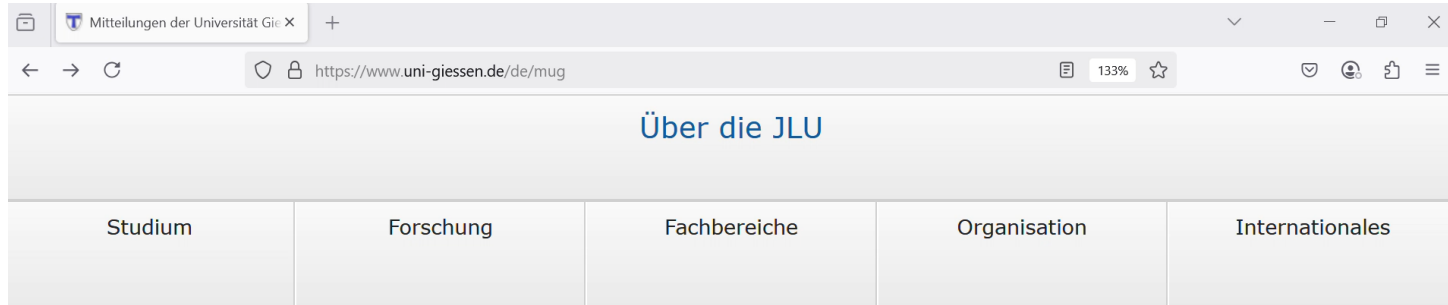 Mitteilungen der Universität Gie
https://www.uni-giessen.de/de/mug
133%
Über die JLU
Studium
Forschung
Fachbereiche
Organisation
Internationales